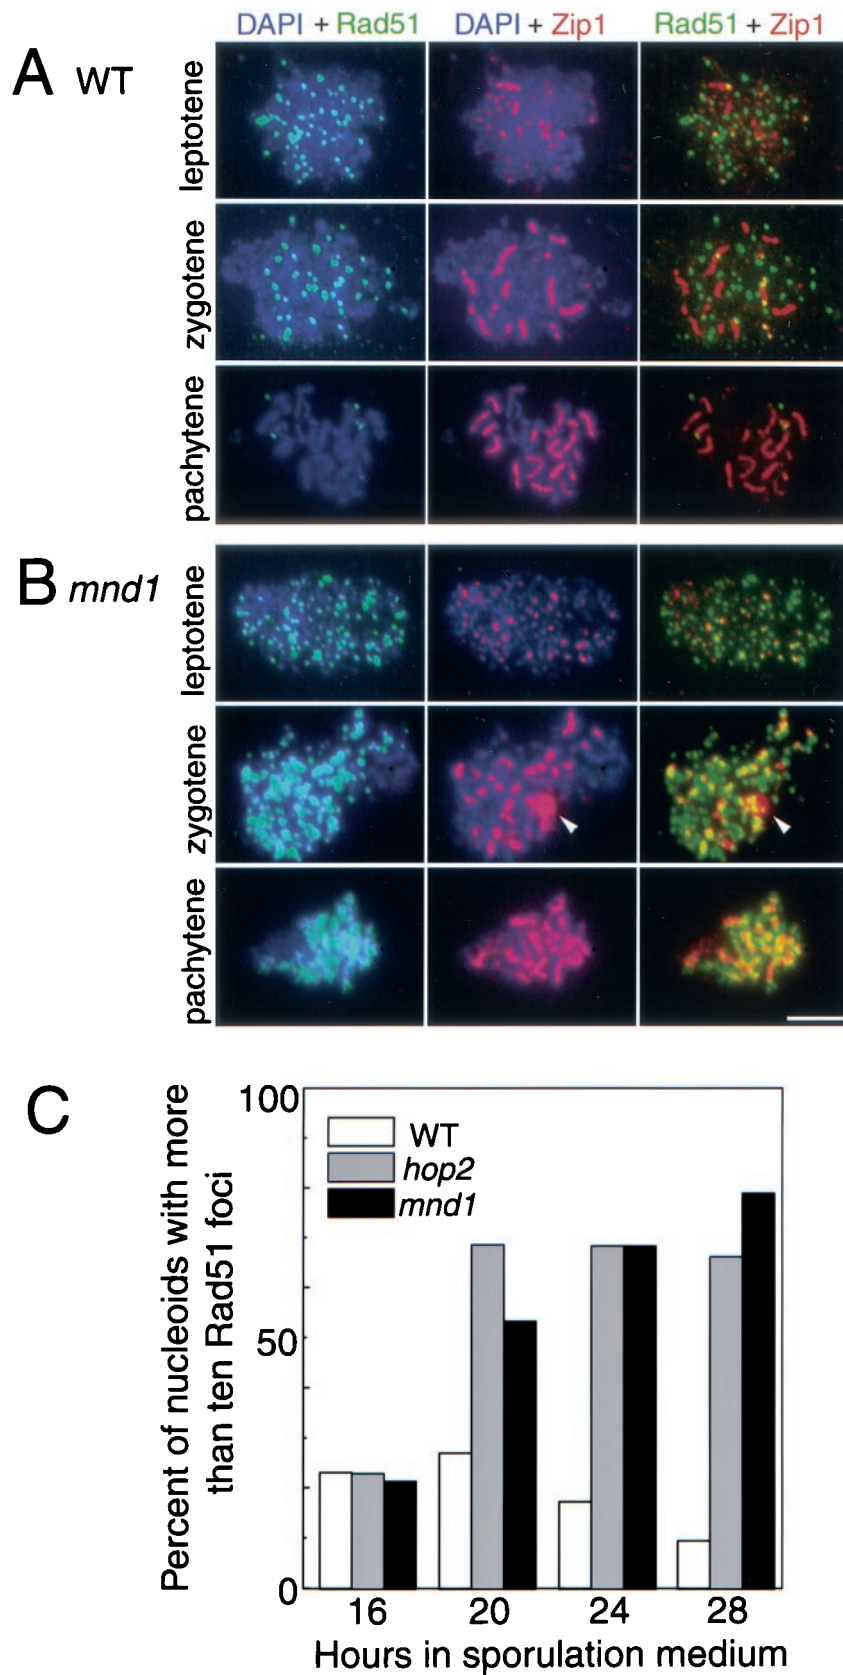 DAPI + Rad51 DAPI + Zip1 Rad51 + Zip1
A WT
leptotene
zygotene
pachytene
B mnd1
leptotene
zygotene
pachytene
C
Percent of nucleoids with more
than ten Rad51 foci
100
50
0
WT
hop2
mnd1
16 20 24 28
Hours in sporulation medium